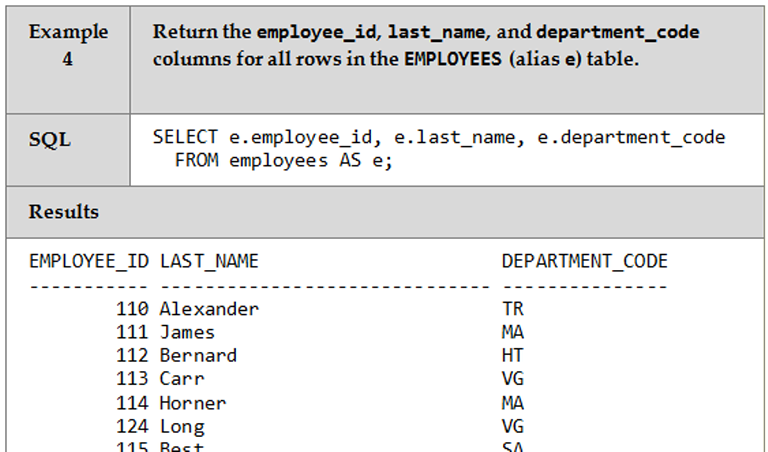 Example
4
Return the employee_id, last_name, and department_code
columns for all rows in the EMPLOYEES (alias e) table.
SQL
SELECT e.employee_id, e.last_name, e.department_code
FROM employees AS e;
Results
EMPLOYEE_ID LAST_NAME DEPARTMENT_CODE
----------- ------------------------------ ---------------
110 Alexander TR
111 James MA
112 Bernard HT
113 Carr VG
114 Horner MA
124 Long VG
115 Best SA